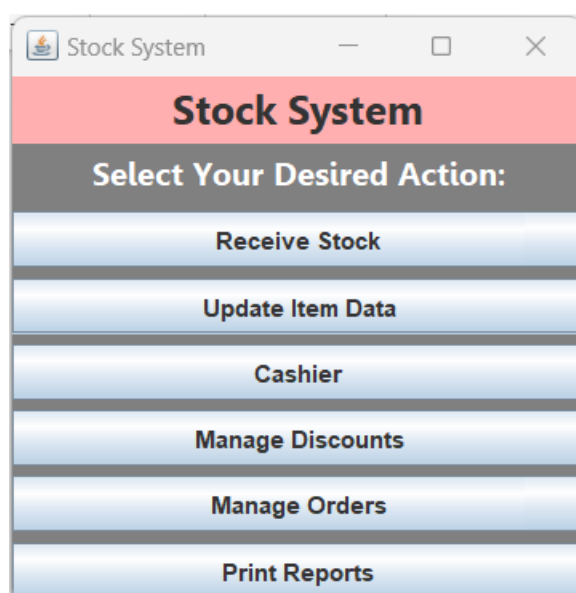 Stock System
Stock System
Select Your Desired Action:
Receive Stock
Update Item Data
Cashier
Manage Discounts
Manage Orders
Print Reports